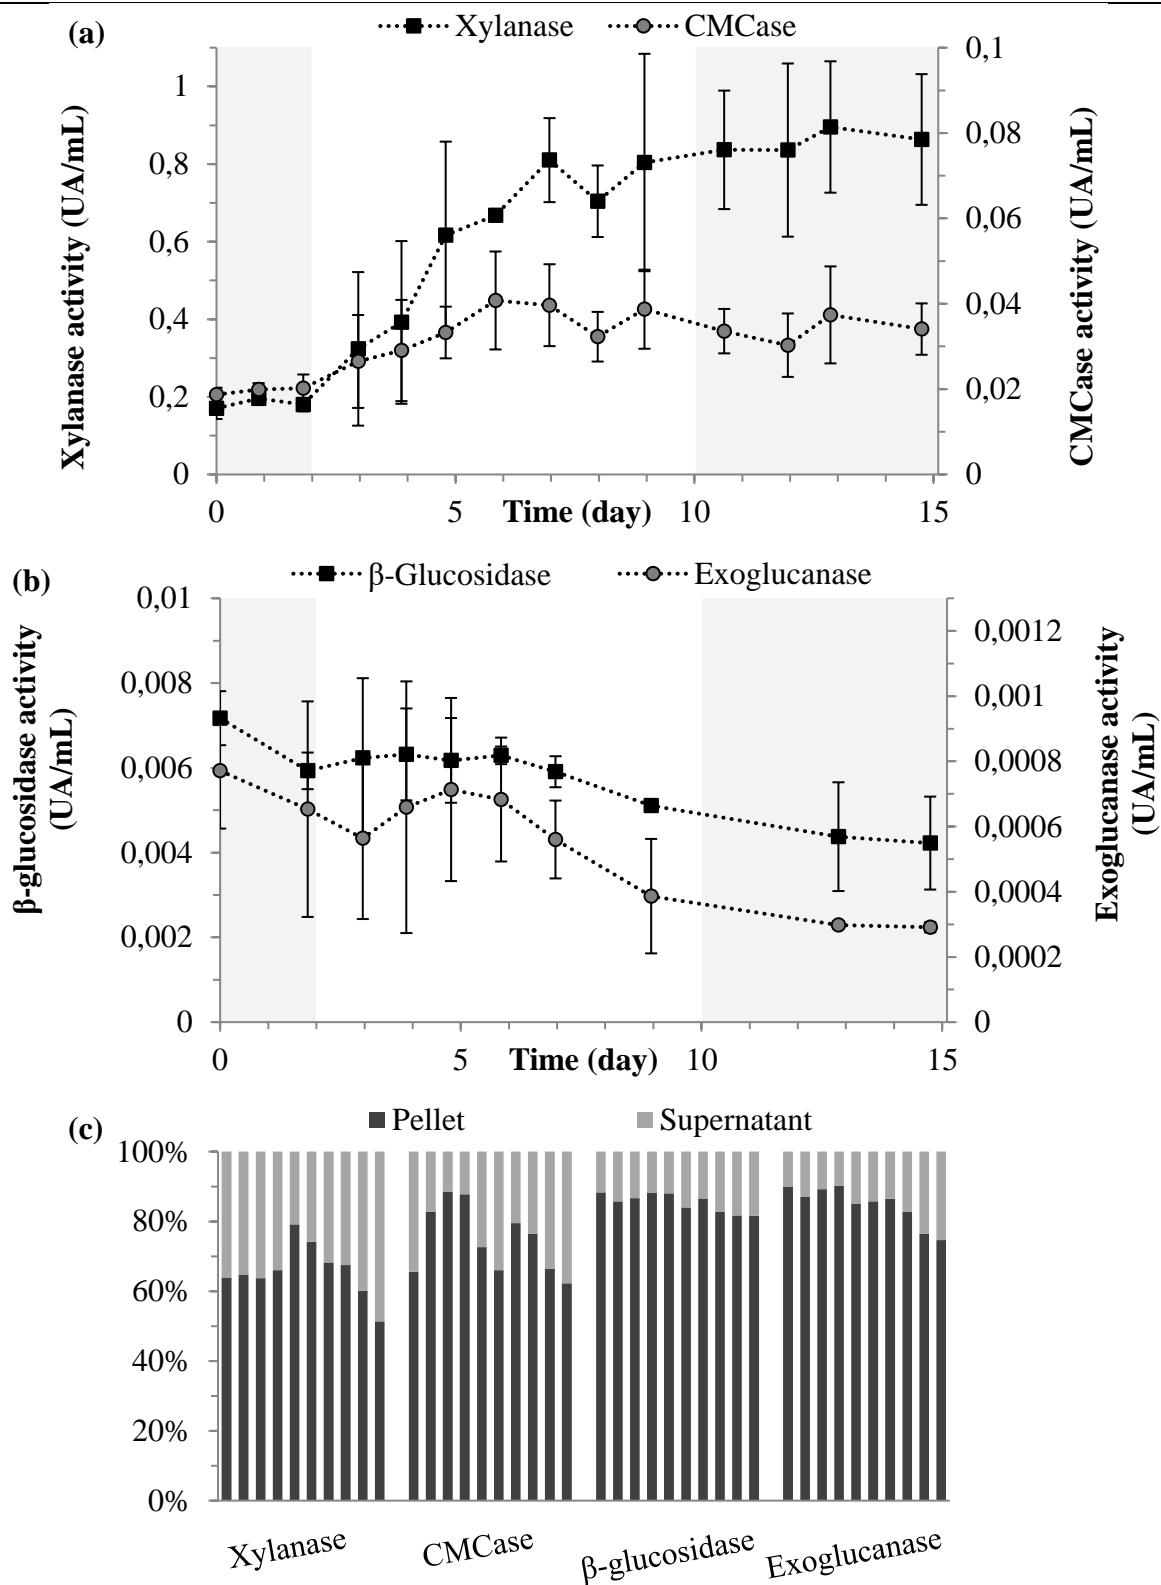 (a)
Xylanase CMCase
Xylanase activity (UA/mL)
1
0,8
0,6
0,4
0,2
0
0,1
0,08
0,06
0,04
0,02
0
CMCase activity (UA/mL)
0 5 Time (day) 10 15
(b)
β-Glucosidase Exoglucanase
β-glucosidase activity
(UA/mL)
0,01
0,008
0,006
0,004
0,002
0
0,0012
0,001
0,0008
0,0006
0,0004
0,0002
0
Exoglucanase activity
(UA/mL)
0 5 Time (day) 10 15
(c)
Pellet Supernatant
100%
80%
60%
40%
20%
0%
Xylanase CMCase β-glucosidase Exoglucanase